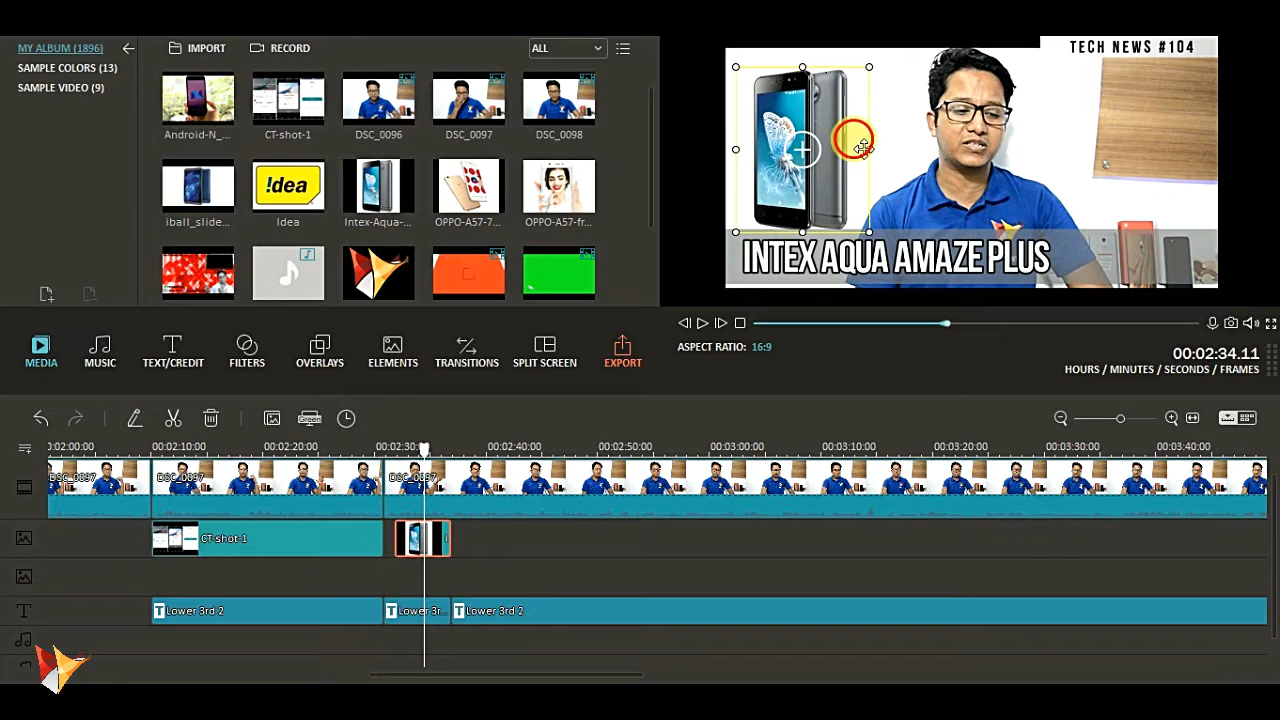 MY ALBUM (1896)
SAMPLE COLORS (13)
SAMPLE VIDEO (9)
IMPORT
RECORD
ALL
Android-N_...
CT-shot-1
DSC_0096
DSC_0097
DSC_0098
!dea
iball_slide...
Idea
Intex-Aqua-...
OPPO-A57-7...
OPPO-A57-fr...
TECH NEWS #104
INTEX AQUA AMAZE PLUS
MEDIA
MUSIC
TEXT/CREDIT
FILTERS
OVERLAYS
ELEMENTS
TRANSITIONS
SPLIT SCREEN
EXPORT
ASPECT RATIO: 16:9
00:02:34.11
HOURS / MINUTES / SECONDS / FRAMES
Green
0:02:00:00
00:02:10:00
00:02:20:00
00:02:30:0
00:02:40:00
00:02:50:00
00:03:00:00
00:03:10:00
00:03:20:00
00:03:30:00
00:03:40:00
DSC_0097
DSC_0097
DSC_0097
CT-shot-1
T Lower 3rd 2
T Lower 3r...
T Lower 3rd 2
T